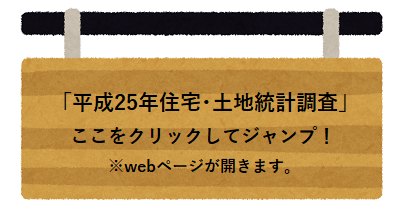 「平成25年住宅･土地統計調査」
ここをクリックしてジャンプ！
※webページが開きます。